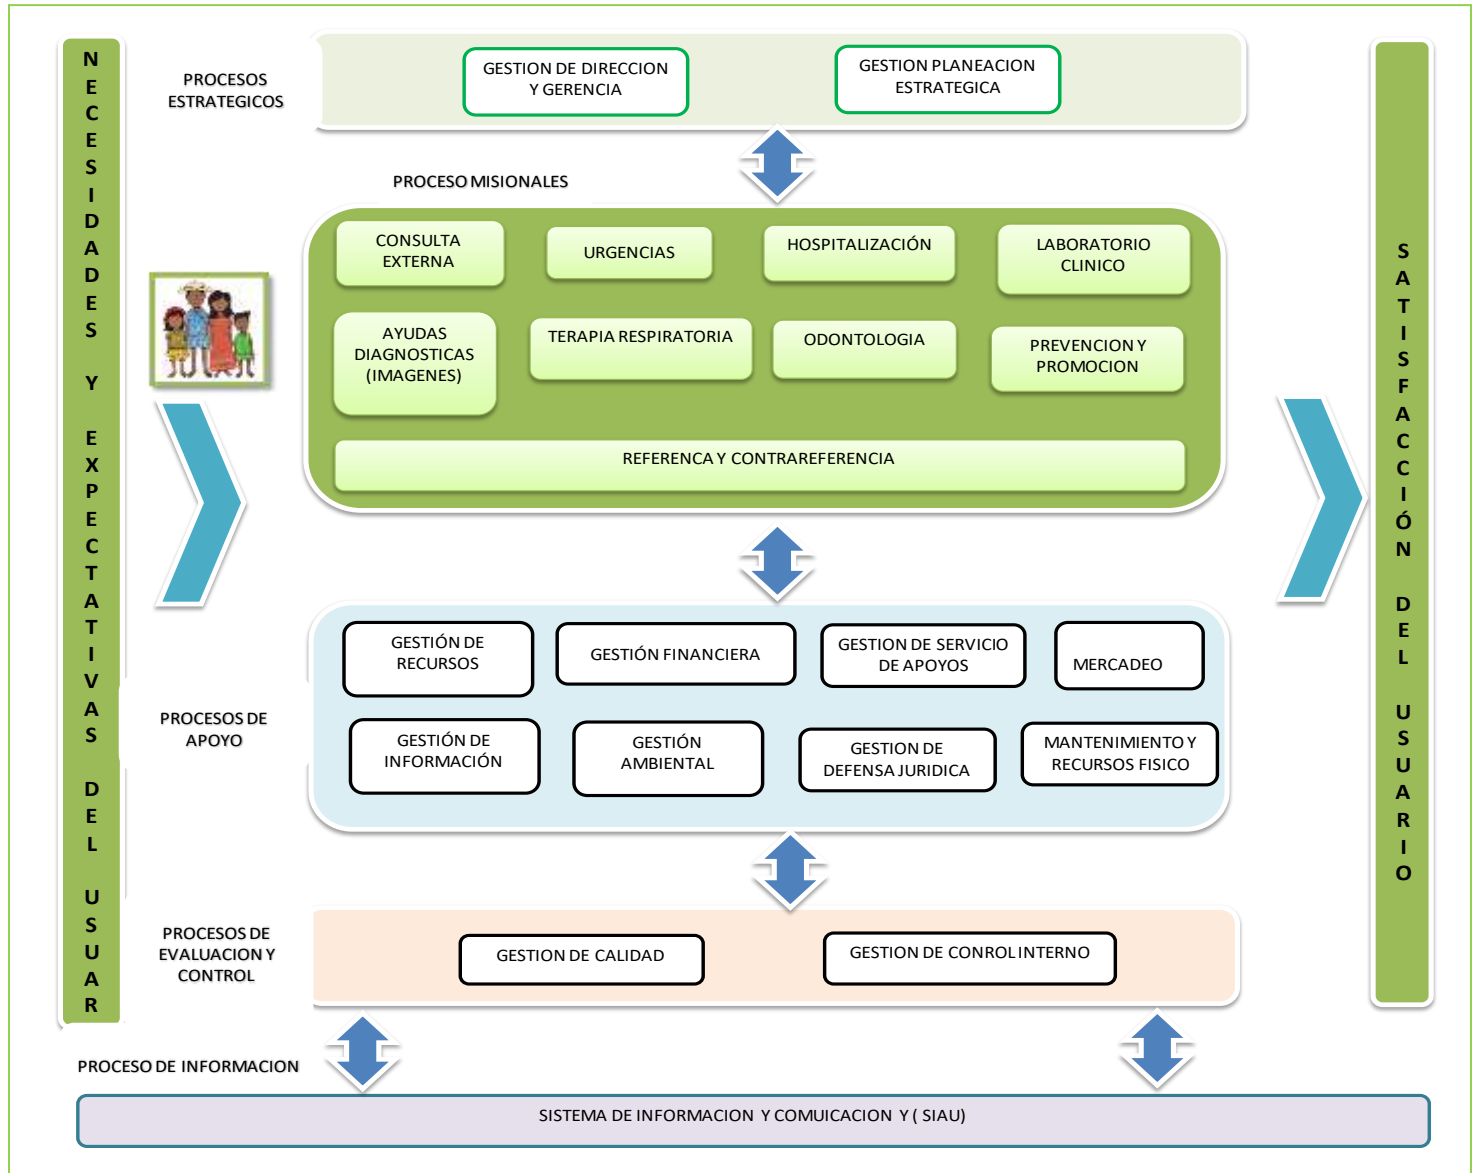 NECESIDADES Y EXPECTATIVAS DEL USUAR
PROCESOS
ESTRATEGICOS
GESTION DE DIRECCION
Y GERENCIA
GESTION PLANEACION
ESTRATEGICA
PROCESO MISIONALES
CONSULTA
EXTERNA
URGENCIAS
HOSPITALIZACIÓN
LABORATORIO
CLINICO
AYUDAS
DIAGNOSTICAS
(IMAGENES)
TERAPIA RESPIRATORIA
ODONTOLOGIA
PREVENCION Y
PROMOCION
REFERENCA Y CONTRAREFERENCIA
PROCESOS DE
APOYO
GESTIÓN DE
RECURSOS
GESTIÓN FINANCIERA
GESTION DE SERVICIO
DE APOYOS
MERCADEO
GESTIÓN DE
INFORMACIÓN
GESTIÓN
AMBIENTAL
GESTION DE
DEFENSA JURIDICA
MANTENIMIENTO Y
RECURSOS FISICO
PROCESOS DE
EVALUACION Y
CONTROL
GESTION DE CALIDAD
GESTION DE CONROL INTERNO
PROCESO DE INFORMACION
SISTEMA DE INFORMACION Y COMUICACION Y ( SIAU)
SATISFACCIÓN DEL USUARIO